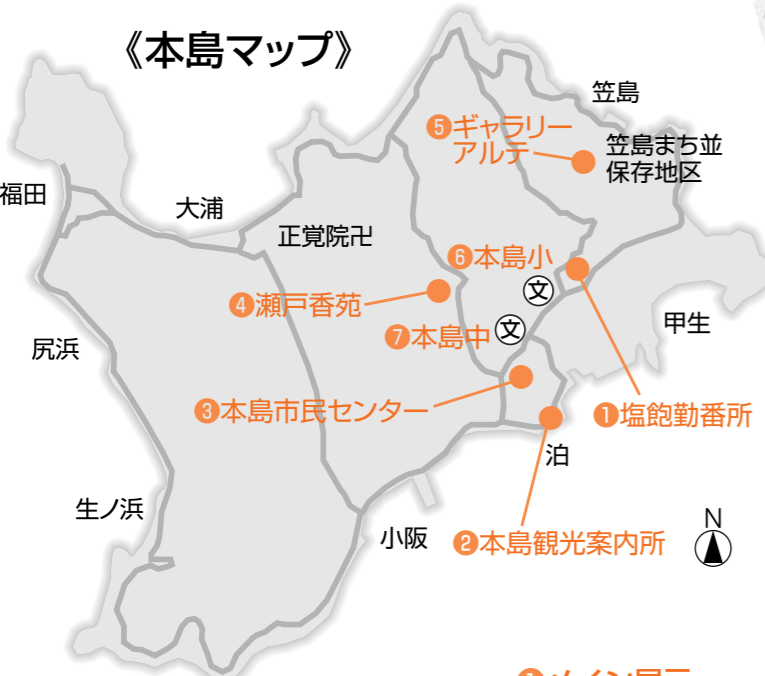 《本島マップ》
笠島
❺ギャラリー
アルテ
笠島まち並
保存地区
福田
大浦
正覚院卍
❻本島小
文
❹瀬戸香苑
❼本島中
文
甲生
尻浜
❸本島市民センター
❶塩飽勤番所
泊
生ノ浜
小阪
❷本島観光案内所
N